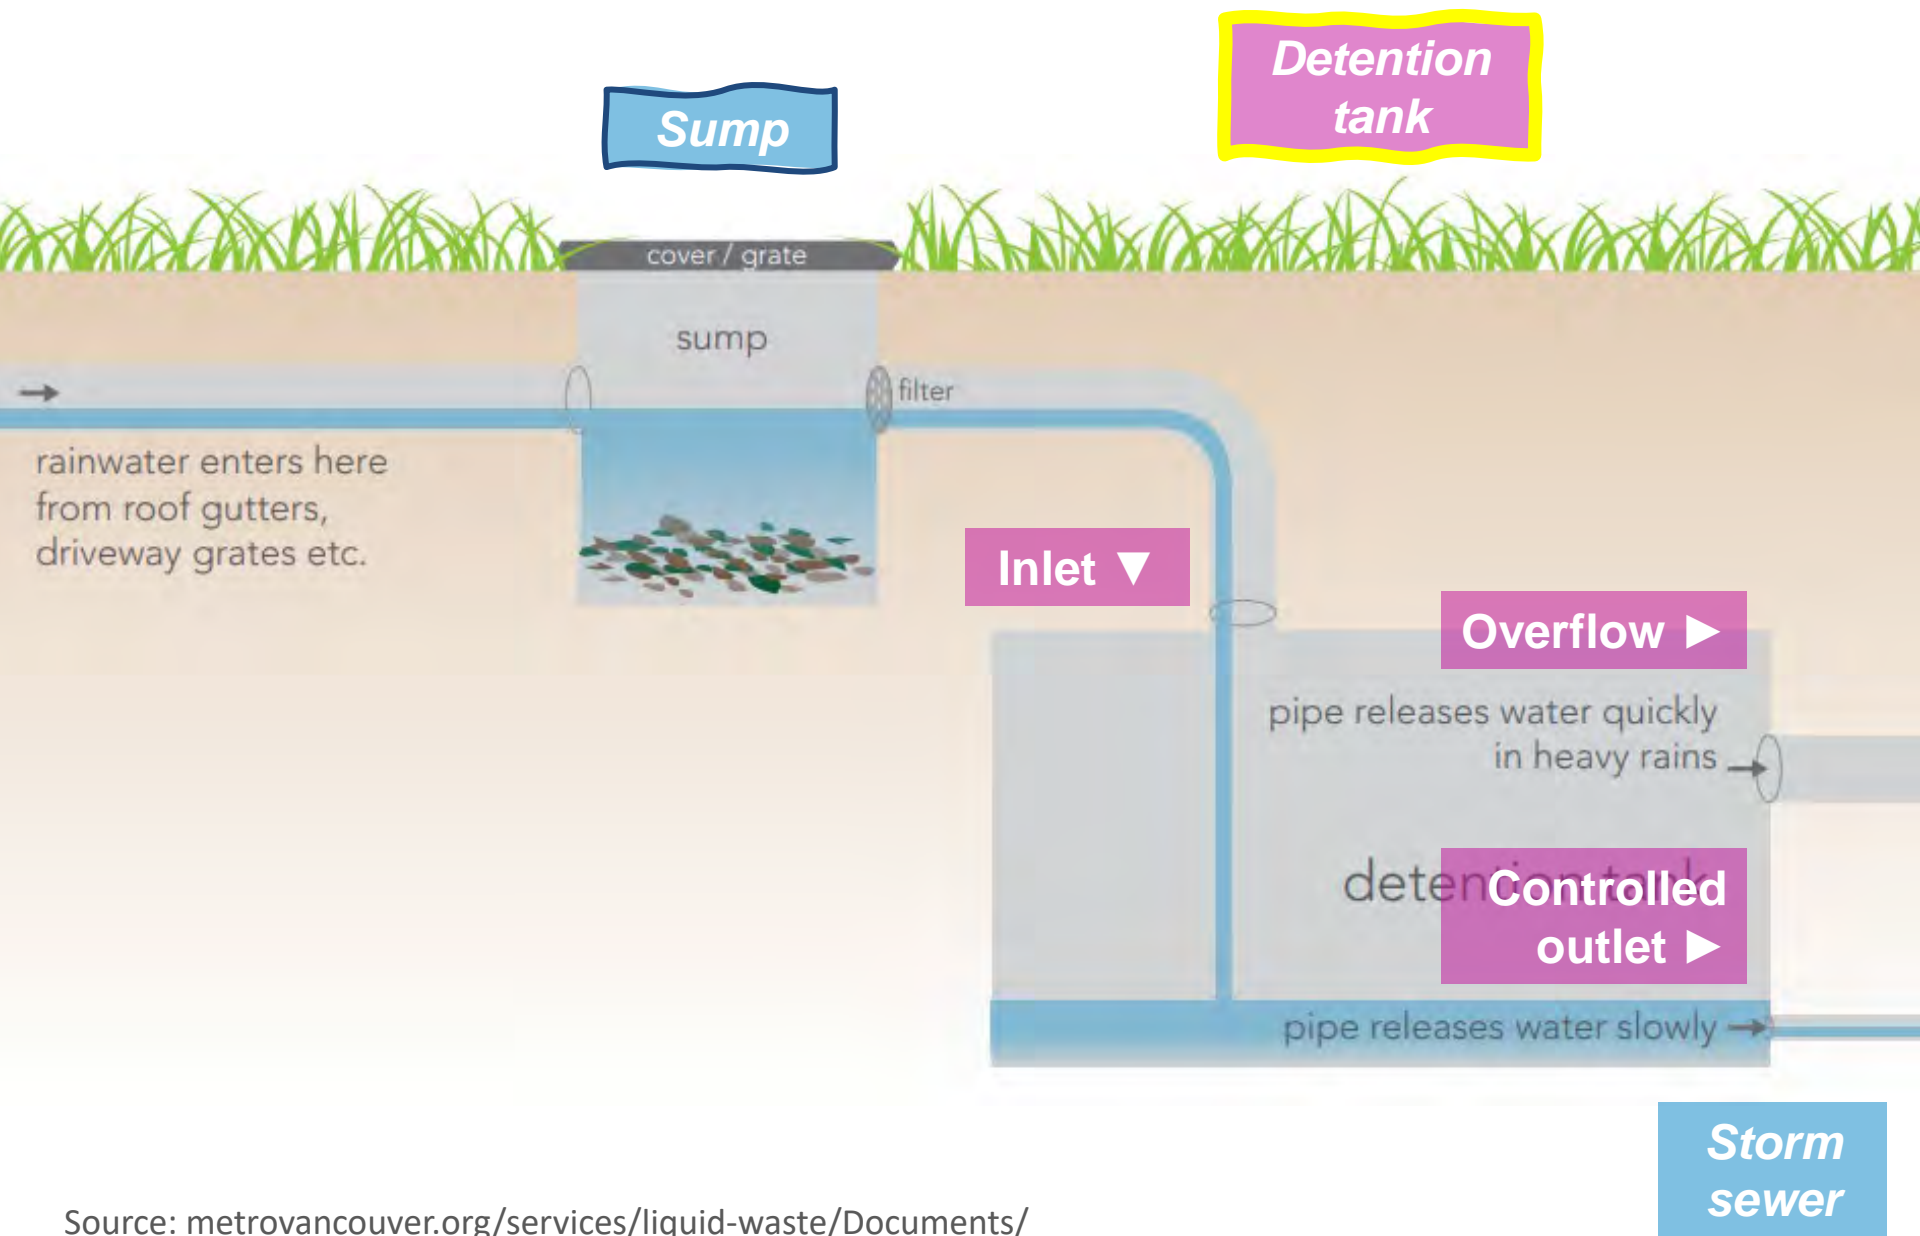 Detention
tank
Sump
cover / grate
sump
filter
rainwater enters here
from roof gutters,
driveway grates etc.
Inlet ▼
Overflow ►
pipe releases water quickly
in heavy rains
detention tank
Controlled
outlet ►
pipe releases water slowly
Storm
sewer
Source: metrovancouver.org/services/liquid-waste/Documents/